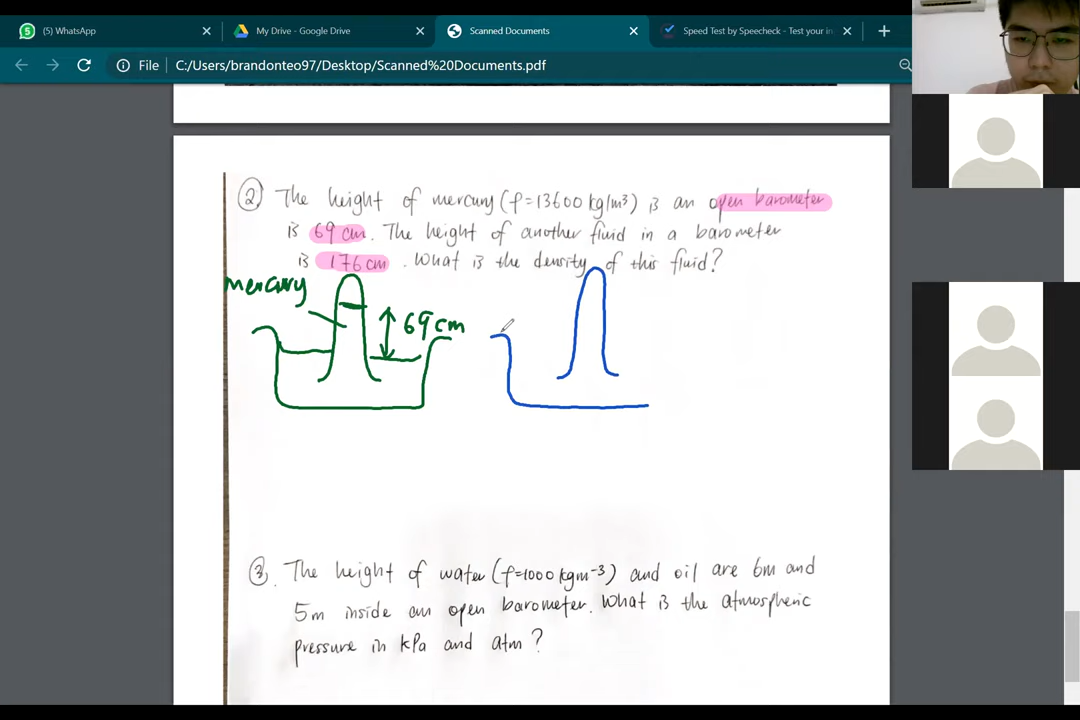 5
(5) WhatsApp
My Drive - Google Drive
Scanned Documents
Speed Test by Speecheck - Test your in
File
C:/Users/brandonteo97/Desktop/Scanned%20Documents.pdf
② The height of mercury (ρ=13600 kg/m³) is an open barometer
is 69 cm. The height of another fluid in a barometer
is 176 cm. What is the density of this fluid?
mercury
69 cm
③. The height of water (ρ=1000 kgm⁻³) and oil are 6m and
5m inside an open barometer. What is the atmospheric
pressure in kPa and atm?